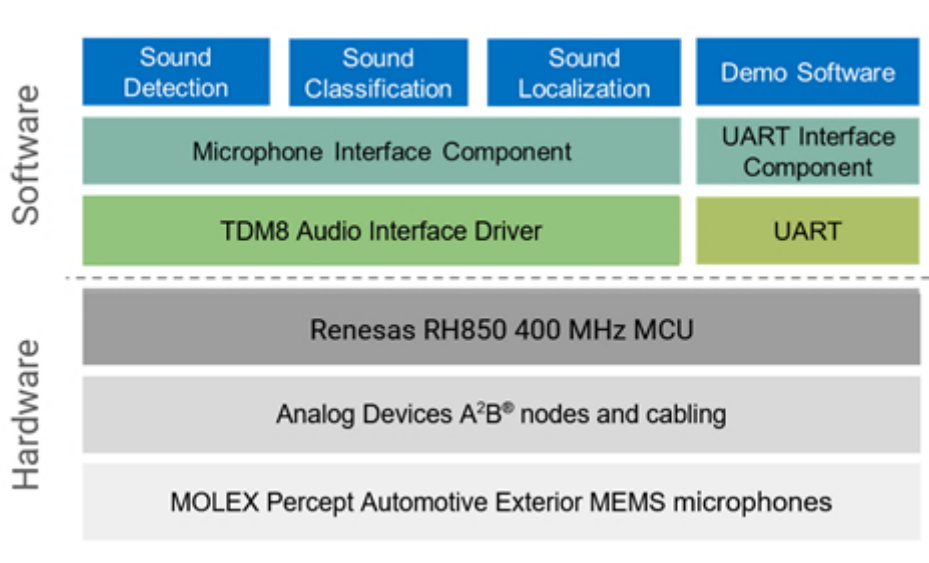 Software
Sound
Detection
Sound
Classification
Sound
Localization
Demo Software
Microphone Interface Component
UART Interface
Component
TDM8 Audio Interface Driver
UART
Hardware
Renesas RH850 400 MHz MCU
Analog Devices A²B® nodes and cabling
MOLEX Percept Automotive Exterior MEMS microphones